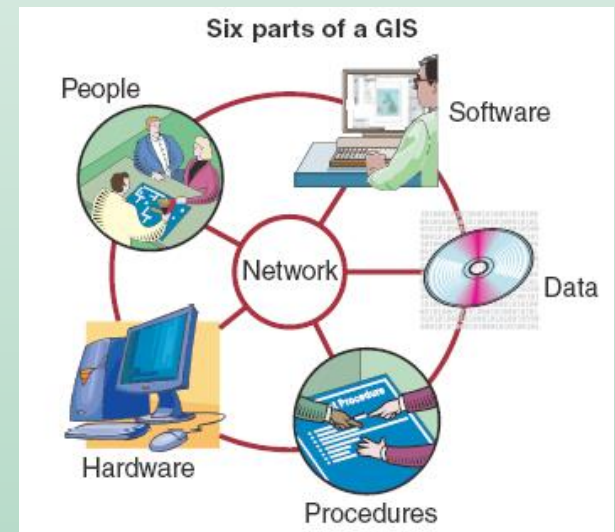 Six parts of a GIS
People
Software
Network
Data
Procedure
Hardware
Procedures